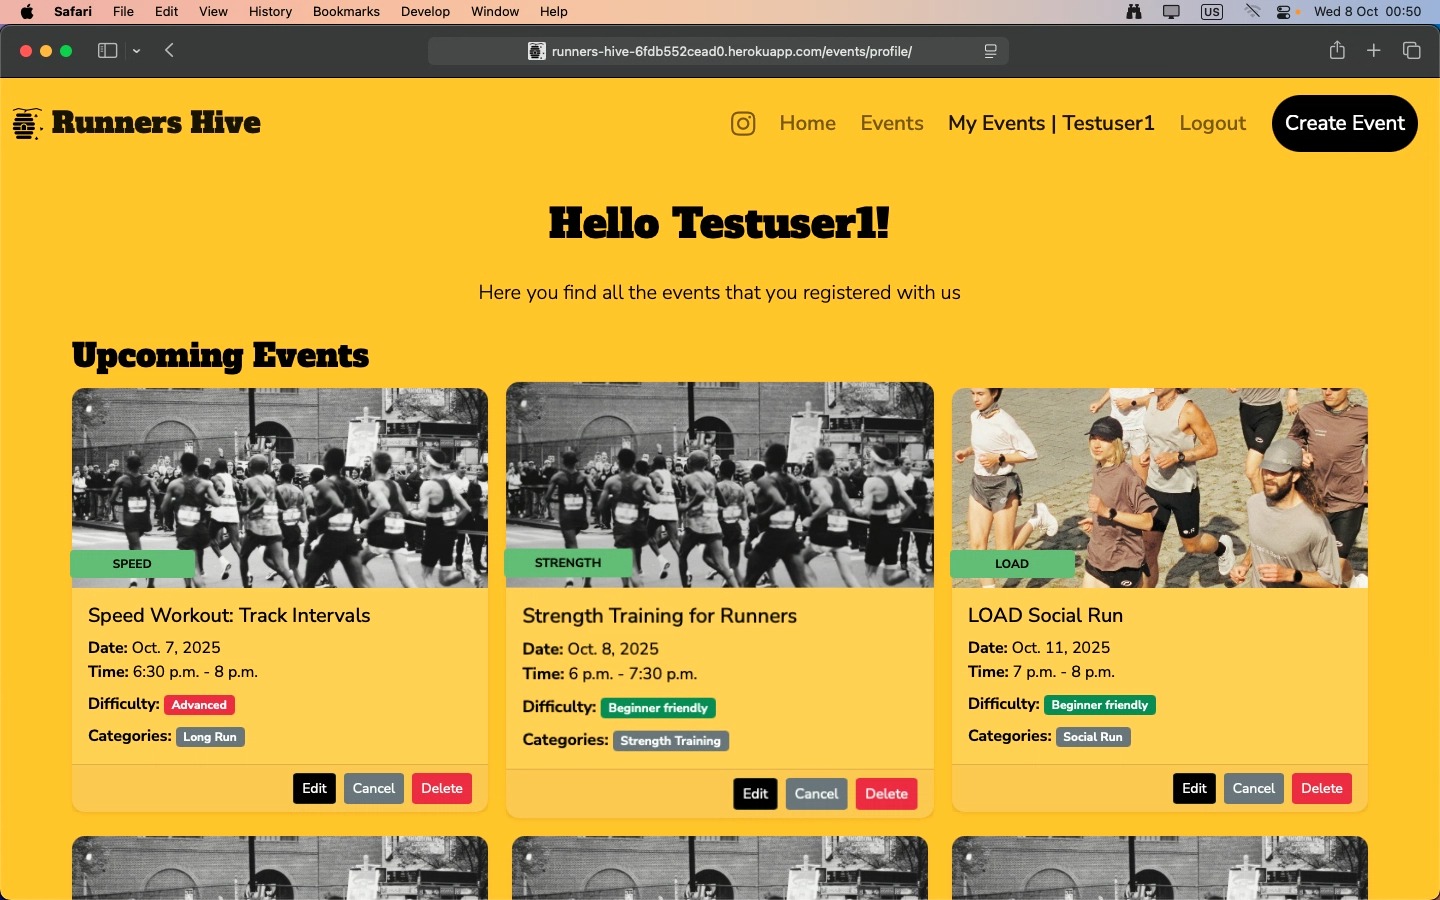 Safari File Edit View History Bookmarks Develop Window Help US Wed 8 Oct 00:50
runners-hive-6fdb552cead0.herokuapp.com/events/profile/
Runners Hive Home Events My Events | Testuser1 Logout Create Event
Hello Testuser1!
Here you find all the events that you registered with us
Upcoming Events
SPEED
Speed Workout: Track Intervals
Date: Oct. 7, 2025
Time: 6:30 p.m. - 8 p.m.
Difficulty: Advanced
Categories: Long Run
Edit Cancel Delete
STRENGTH
Strength Training for Runners
Date: Oct. 8, 2025
Time: 6 p.m. - 7:30 p.m.
Difficulty: Beginner friendly
Categories: Strength Training
Edit Cancel Delete
LOAD
LOAD Social Run
Date: Oct. 11, 2025
Time: 7 p.m. - 8 p.m.
Difficulty: Beginner friendly
Categories: Social Run
Edit Cancel Delete